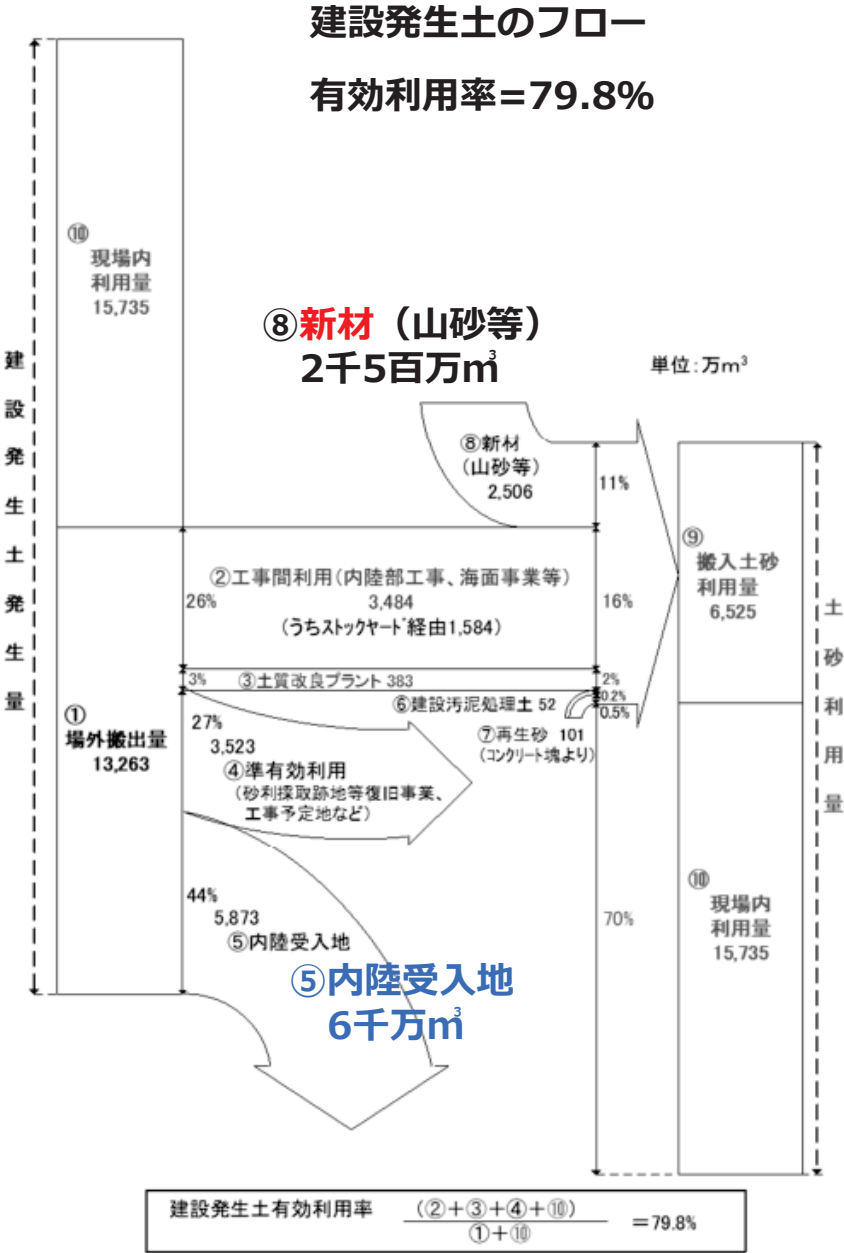 建設発生土のフロー
有効利用率=79.8%
⑩
現場内
利用量
15,735
⑧新材（山砂等）
2千5百万㎥
単位:万m³
建設発生土発生量
⑧新材
(山砂等)
2,506
11%
⑨
搬入土砂
利用量
6,525
②工事間利用(内陸部工事、海面事業等)
26%
3,484
16%
(うちストックヤード経由1,584)
土砂利用量
3%
③土質改良プラント 383
2%
0.2%
⑥建設汚泥処理土 52
0.5%
①
場外搬出量
13,263
27%
3,523
⑦再生砂 101
(コンクリート塊より)
④準有効利用
(砂利採取跡地等復旧事業、
工事予定地など)
44%
5,873
⑤内陸受入地
70%
⑩
現場内
利用量
15,735
⑤内陸受入地
6千万㎥
建設発生土有効利用率
(②+③+④+⑩)
①+⑩
=79.8%